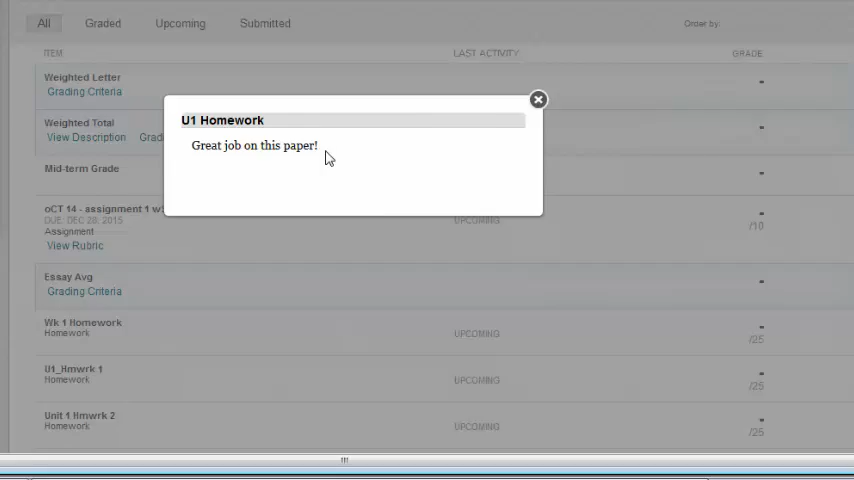 All Graded Upcoming Submitted Order by:
ITEM LAST ACTIVITY GRADE
Weighted Letter -
Grading Criteria
U1 Homework
Weighted Total -
View Description
Great job on this paper!
Mid-term Grade -
oCT 14 - assignment 1 -
DUE: DEC 28, 2015 UPCOMING /10
Assignment
View Rubric
Essay Avg -
Grading Criteria
Wk 1 Homework -
Homework UPCOMING /25
U1_Hmwrk 1 -
Homework UPCOMING /25
Unit 1 Hmwrk 2 -
Homework UPCOMING /25